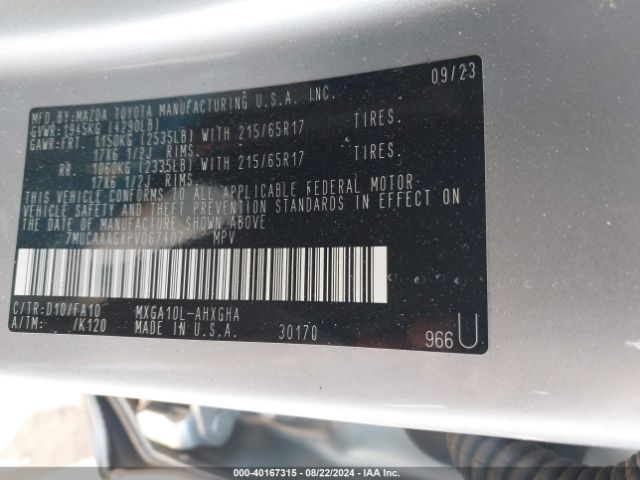 09/23
MFD.BY:MAZDA TOYOTA MANUFACTURING U.S.A. INC.
GVWR:1945KG (4290LB)
GAWR:FRT. 1150KG (2535LB) WITH 215/65R17 TIRES.
17X6 1/2J RIMS.
RR. 1060KG (2335LB) WITH 215/65R17 TIRES.
17X6 1/2J RIMS.
THIS VEHICLE CONFORMS TO ALL APPLICABLE FEDERAL MOTOR
VEHICLE SAFETY AND THEFT PREVENTION STANDARDS IN EFFECT ON
THE DATE OF MANUFACTURE SHOWN ABOVE
7MUCAAAGXPV067407 MPV
C/TR:D10/FA10 MXGA10L-AHXGHA
A/TM: /K120 MADE IN U.S.A. 30170
966 U
000-40167315 - 08/22/2024 - IAA Inc.